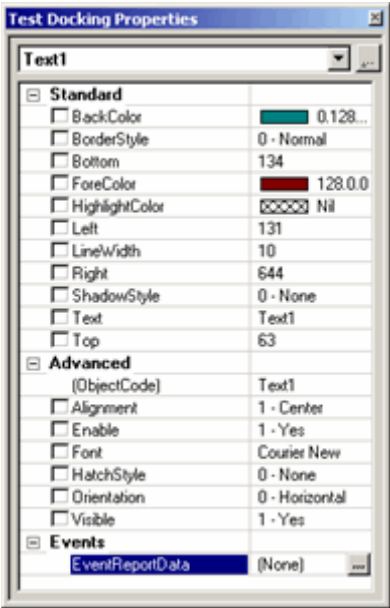 Test Docking Properties
Text1
Standard
BackColor 0.128...
BorderStyle 0 - Normal
Bottom 134
ForeColor 128.0.0
HighlightColor Nil
Left 131
LineWidth 10
Right 644
ShadowStyle 0 - None
Text Text1
Top 63
Advanced
(ObjectCode) Text1
Alignment 1 - Center
Enable 1 - Yes
Font Courier New
HatchStyle 0 - None
Orientation 0 - Horizontal
Visible 1 - Yes
Events
EventReportData (None) ...